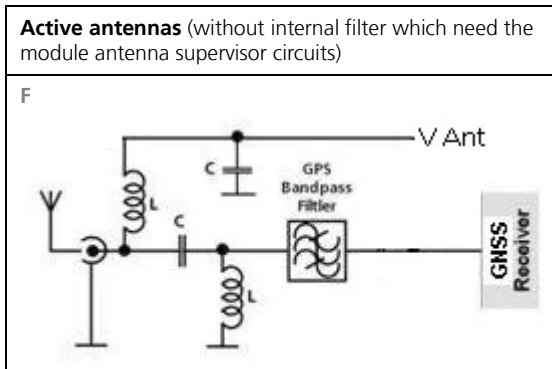 Active antennas (without internal filter which need the
module antenna supervisor circuits)
F
V Ant
C
GPS
Bandpass
Filtler
L
C
L
GNSS
Receiver